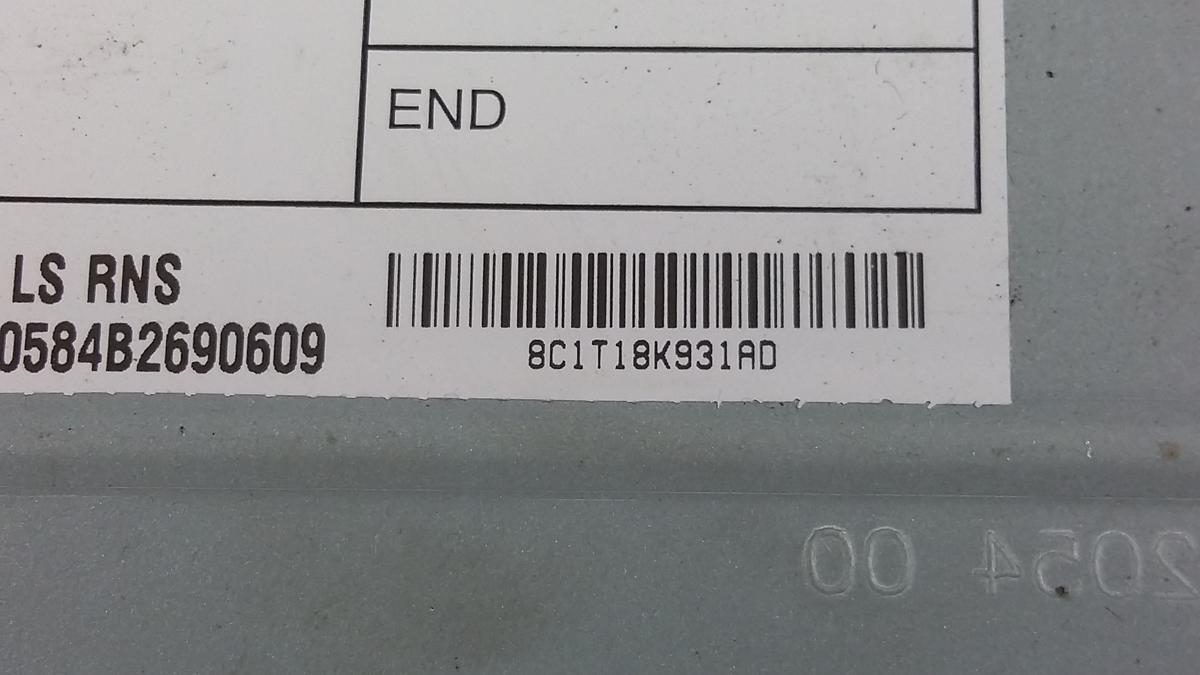 END
LS RNS
0584B2690609
8C1T18K931AD
2054 00